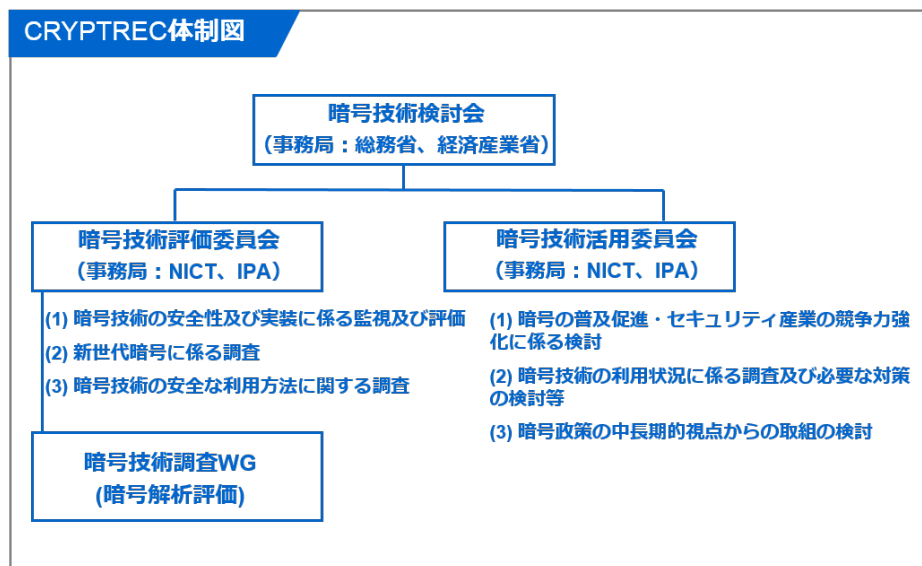 CRYPTREC体制図
暗号技術検討会
（事務局：総務省、経済産業省）
暗号技術評価委員会
（事務局：NICT、IPA）
(1) 暗号技術の安全性及び実装に係る監視及び評価
(2) 新世代暗号に係る調査
(3) 暗号技術の安全な利用方法に関する調査
暗号技術調査WG
(暗号解析評価)
暗号技術活用委員会
（事務局：NICT、IPA）
(1) 暗号の普及促進・セキュリティ産業の競争力強
化に係る検討
(2) 暗号技術の利用状況に係る調査及び必要な対策
の検討等
(3) 暗号政策の中長期的視点からの取組の検討